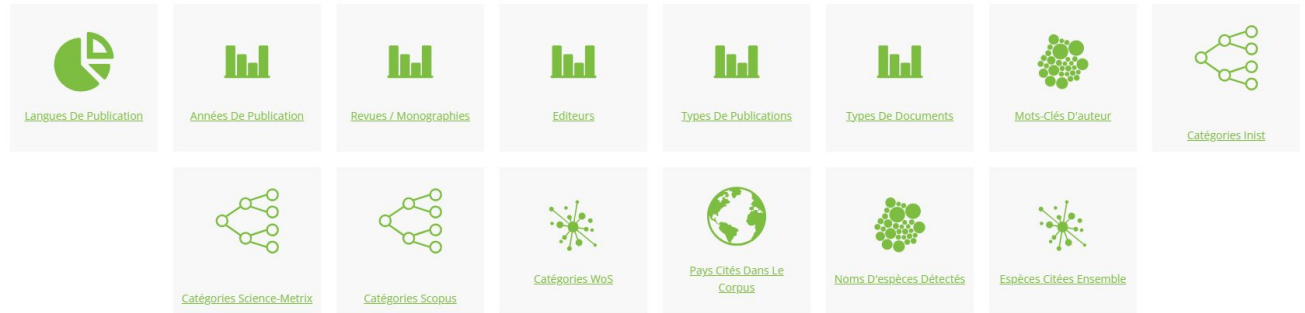 Langues De Publication
Années De Publication
Revues / Monographies
Editeurs
Types De Publications
Types De Documents
Mots-Clés D'auteur
Catégories Inist
Catégories Science-Metrix
Catégories Scopus
Catégories WoS
Pays Cités Dans Le
Corpus
Noms D'espèces Détectés
Espèces Citées Ensemble